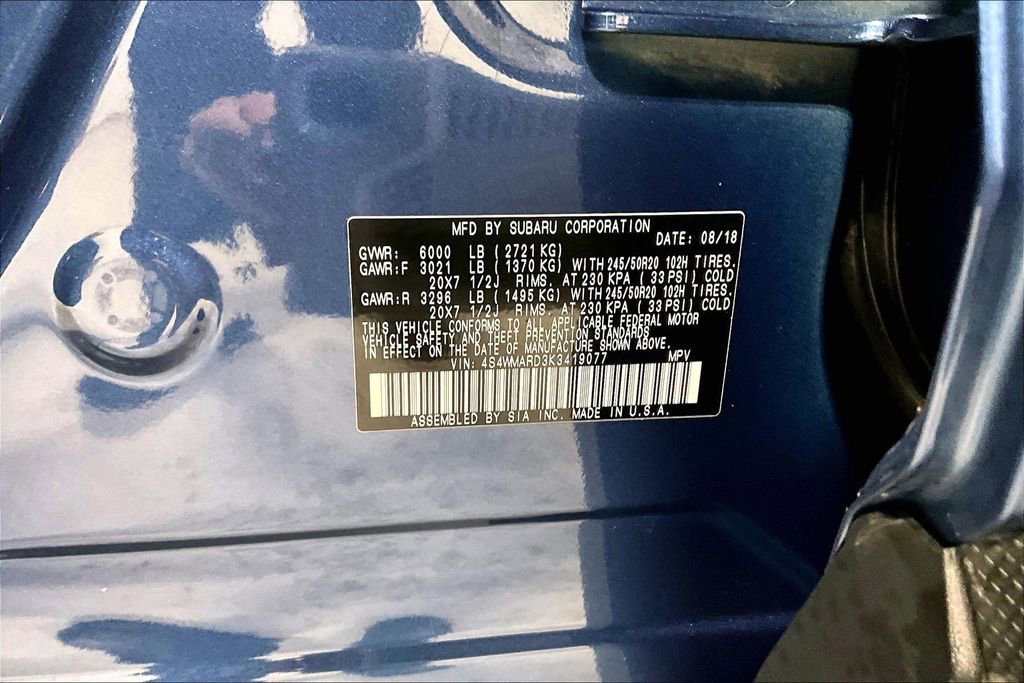 MFD BY SUBARU CORPORATION
DATE: 08/18
GVWR: 6000 LB ( 2721 KG)
GAWR:F 3021 LB ( 1370 KG) WITH 245/50R20 102H TIRES.
20X7 1/2J RIMS. AT 230 KPA ( 33 PSI) COLD
GAWR:R 3296 LB ( 1495 KG) WITH 245/50R20 102H TIRES.
20X7 1/2J RIMS. AT 230 KPA ( 33 PSI) COLD
THIS VEHICLE CONFORMS TO ALL APPLICABLE FEDERAL MOTOR
VEHICLE SAFETY AND THEFT PREVENTION STANDARDS
IN EFFECT ON THE DATE OF MANUFACTURE SHOWN ABOVE.
VIN: 4S4WMARD3K3419077 MPV
ASSEMBLED BY SIA INC. MADE IN U.S.A.